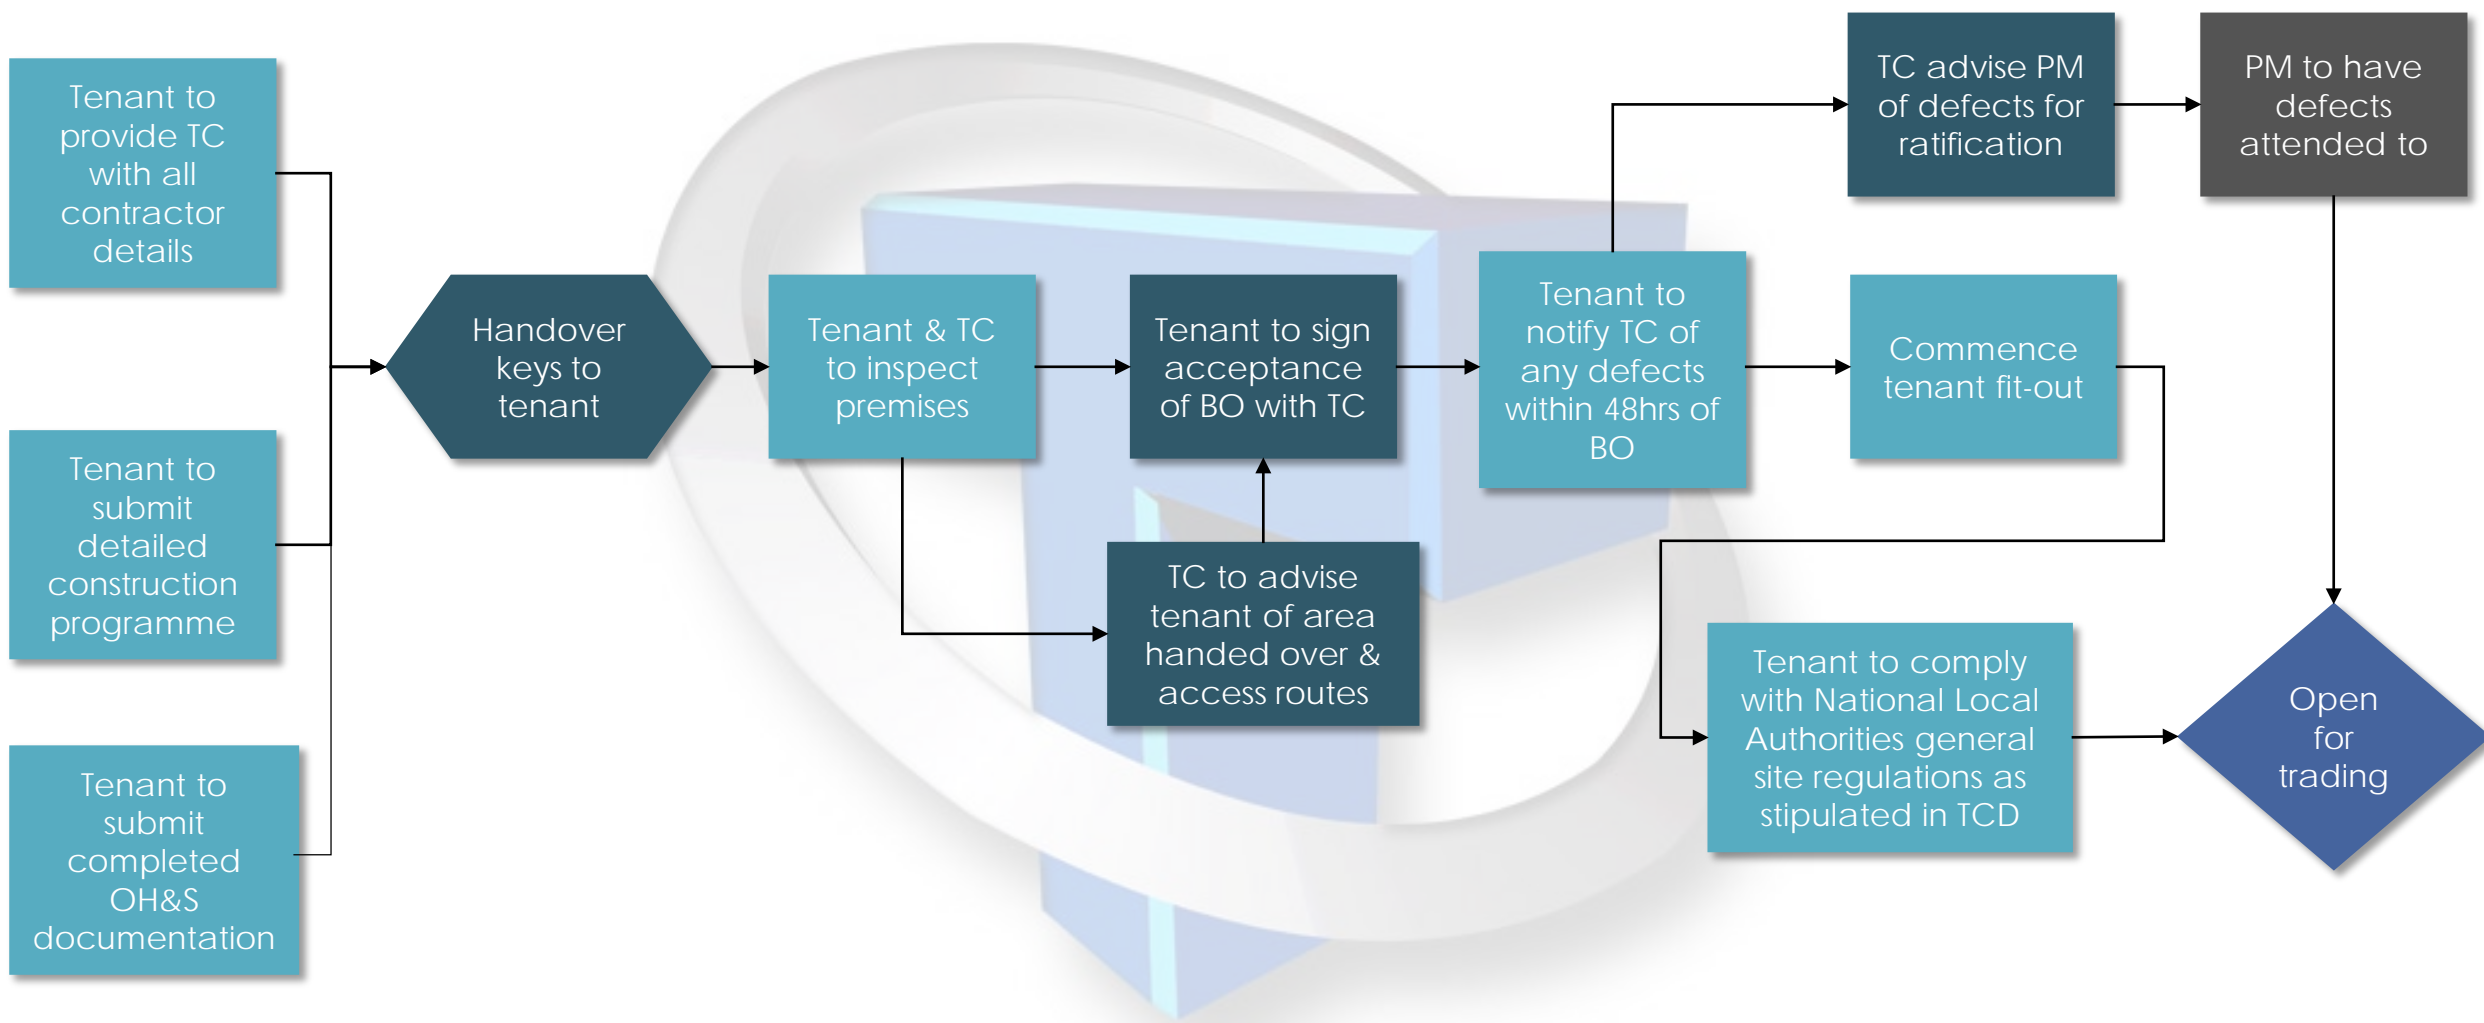 Tenant to
provide TC
with all
contractor
details
Tenant to
submit
detailed
construction
programme
Tenant to
submit
completed
OH&S
documentation
Handover
keys to
tenant
Tenant & TC
to inspect
premises
Tenant to sign
acceptance
of BO with TC
TC to advise
tenant of area
handed over &
access routes
Tenant to
notify TC of
any defects
within 48hrs of
BO
TC advise PM
of defects for
ratification
PM to have
defects
attended to
Commence
tenant fit-out
Tenant to comply
with National Local
Authorities general
site regulations as
stipulated in TCD
Open
for
trading